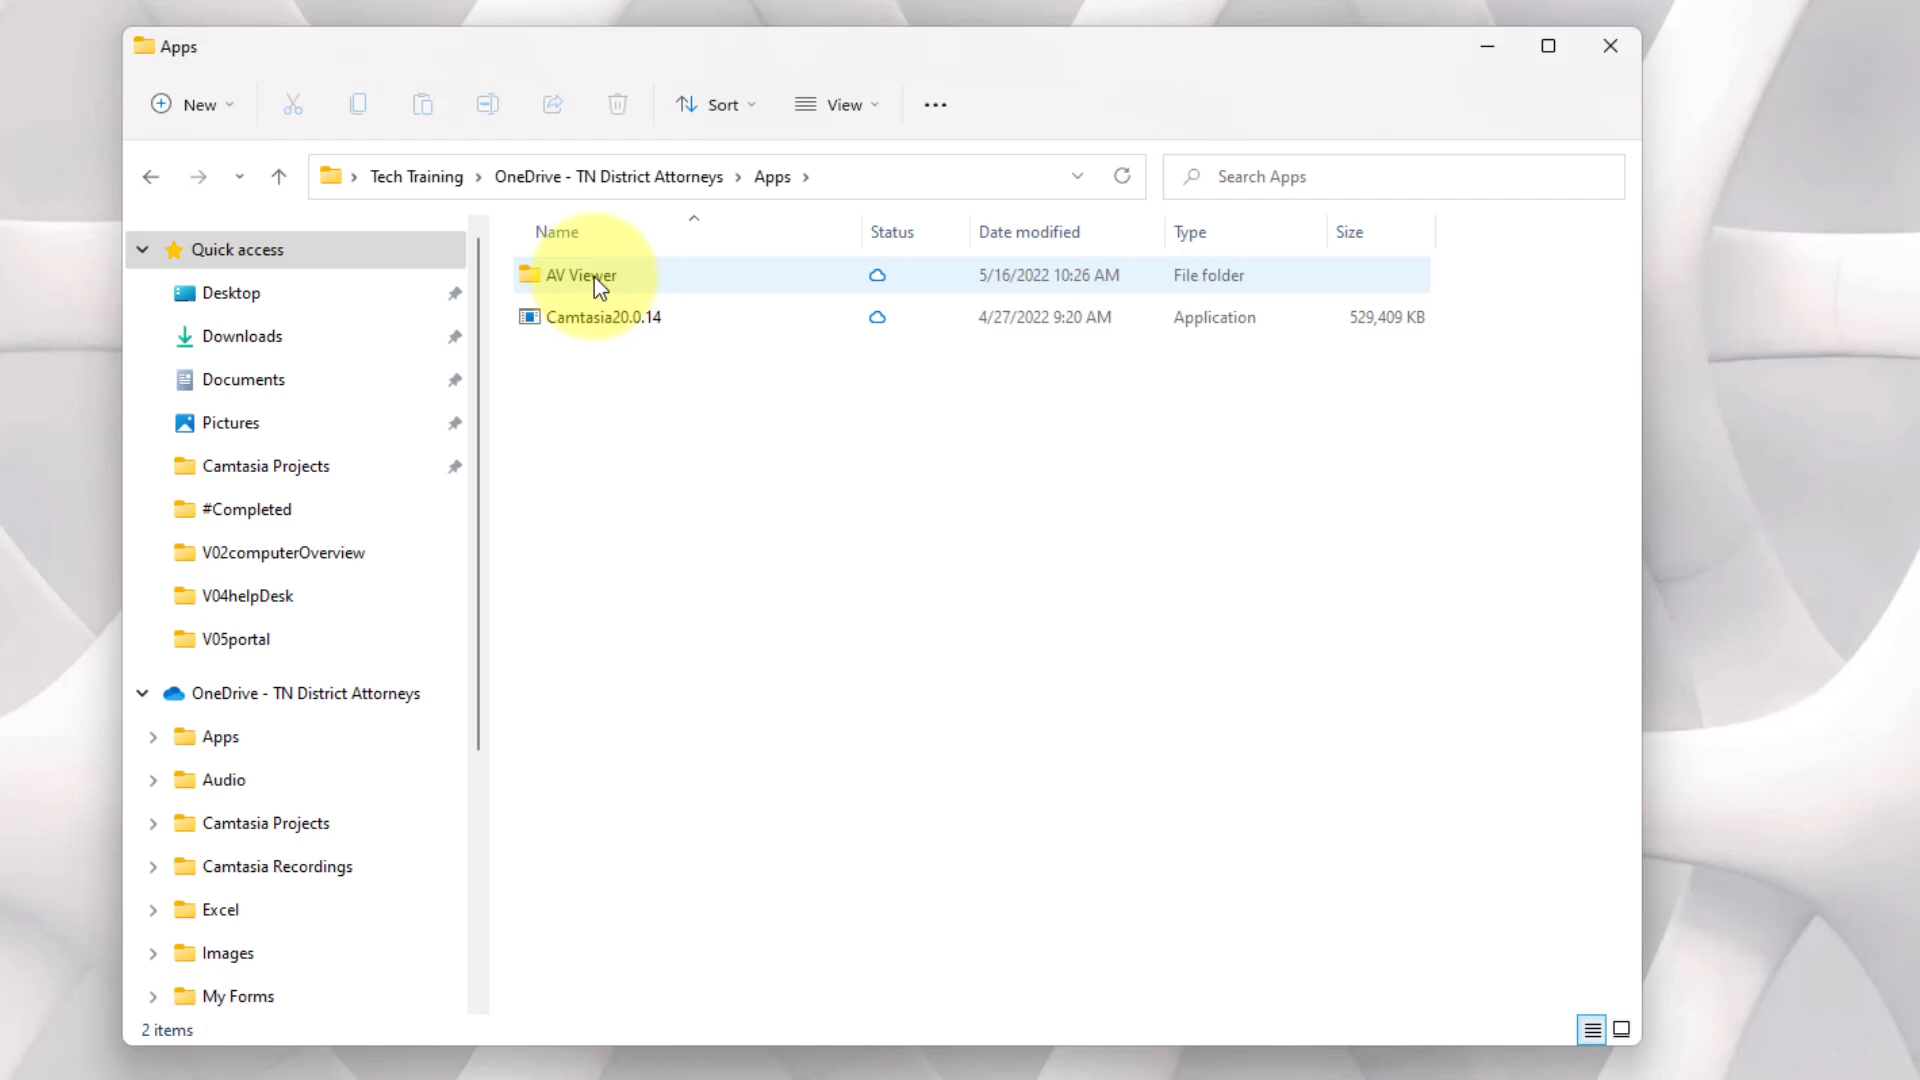 Apps
New
Sort
View
Tech Training
OneDrive - TN District Attorneys
Apps
Search Apps
Name
Status
Date modified
Type
Size
AV Viewer
5/16/2022 10:26 AM
File folder
Camtasia20.0.14
4/27/2022 9:20 AM
Application
529,409 KB
Quick access
Desktop
Downloads
Documents
Pictures
Camtasia Projects
#Completed
V02computerOverview
V04helpDesk
V05portal
OneDrive - TN District Attorneys
Apps
Audio
Camtasia Projects
Camtasia Recordings
Excel
Images
My Forms
2 items